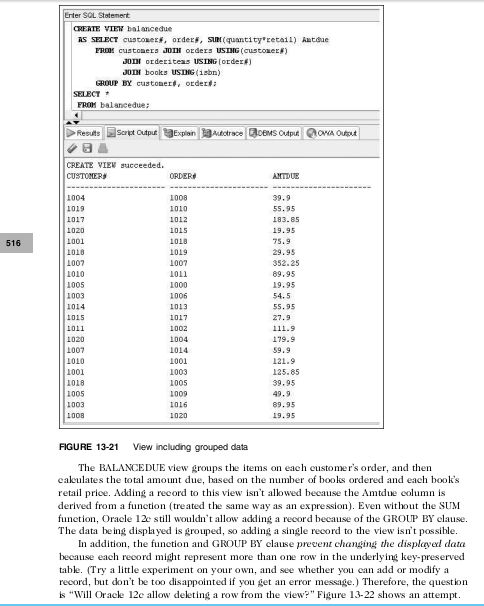 Enter SQL Statement:
CREATE VIEW balancedue
AS SELECT customer#, order#, SUM(quantity*retail) Amtdue
FROM customers JOIN orders USING(customer#)
JOIN orderitems USING(order#)
JOIN books USING(isbn)
GROUP BY customer#, order#;
SELECT *
FROM balancedue;
Results Script Output Explain Autotrace DBMS Output OWA Output
CREATE VIEW succeeded.
CUSTOMER# ORDER# AMTDUE
---------------------- ---------------------- ----------------------
1004 1008 39.9
1019 1010 55.95
1017 1012 183.85
1020 1015 19.95
1001 1018 75.9
516
1018 1019 29.95
1007 1007 352.25
1010 1011 89.95
1005 1000 19.95
1003 1006 54.5
1014 1013 55.95
1015 1017 27.9
1011 1002 111.9
1020 1004 179.9
1007 1014 59.9
1010 1001 121.9
1001 1003 125.85
1018 1005 39.95
1005 1009 49.9
1003 1016 89.95
1008 1020 19.95
FIGURE 13-21 View including grouped data
The BALANCEDUE view groups the items on each customer's order, and then
calculates the total amount due, based on the number of books ordered and each book's
retail price. Adding a record to this view isn't allowed because the Amtdue column is
derived from a function (treated the same way as an expression). Even without the SUM
function, Oracle 12c still wouldn't allow adding a record because of the GROUP BY clause.
The data being displayed is grouped, so adding a single record to the view isn't possible.
In addition, the function and GROUP BY clause prevent changing the displayed data
because each record might represent more than one row in the underlying key-preserved
table. (Try a little experiment on your own, and see whether you can add or modify a
record, but don't be too disappointed if you get an error message.) Therefore, the question
is "Will Oracle 12c allow deleting a row from the view?" Figure 13-22 shows an attempt.